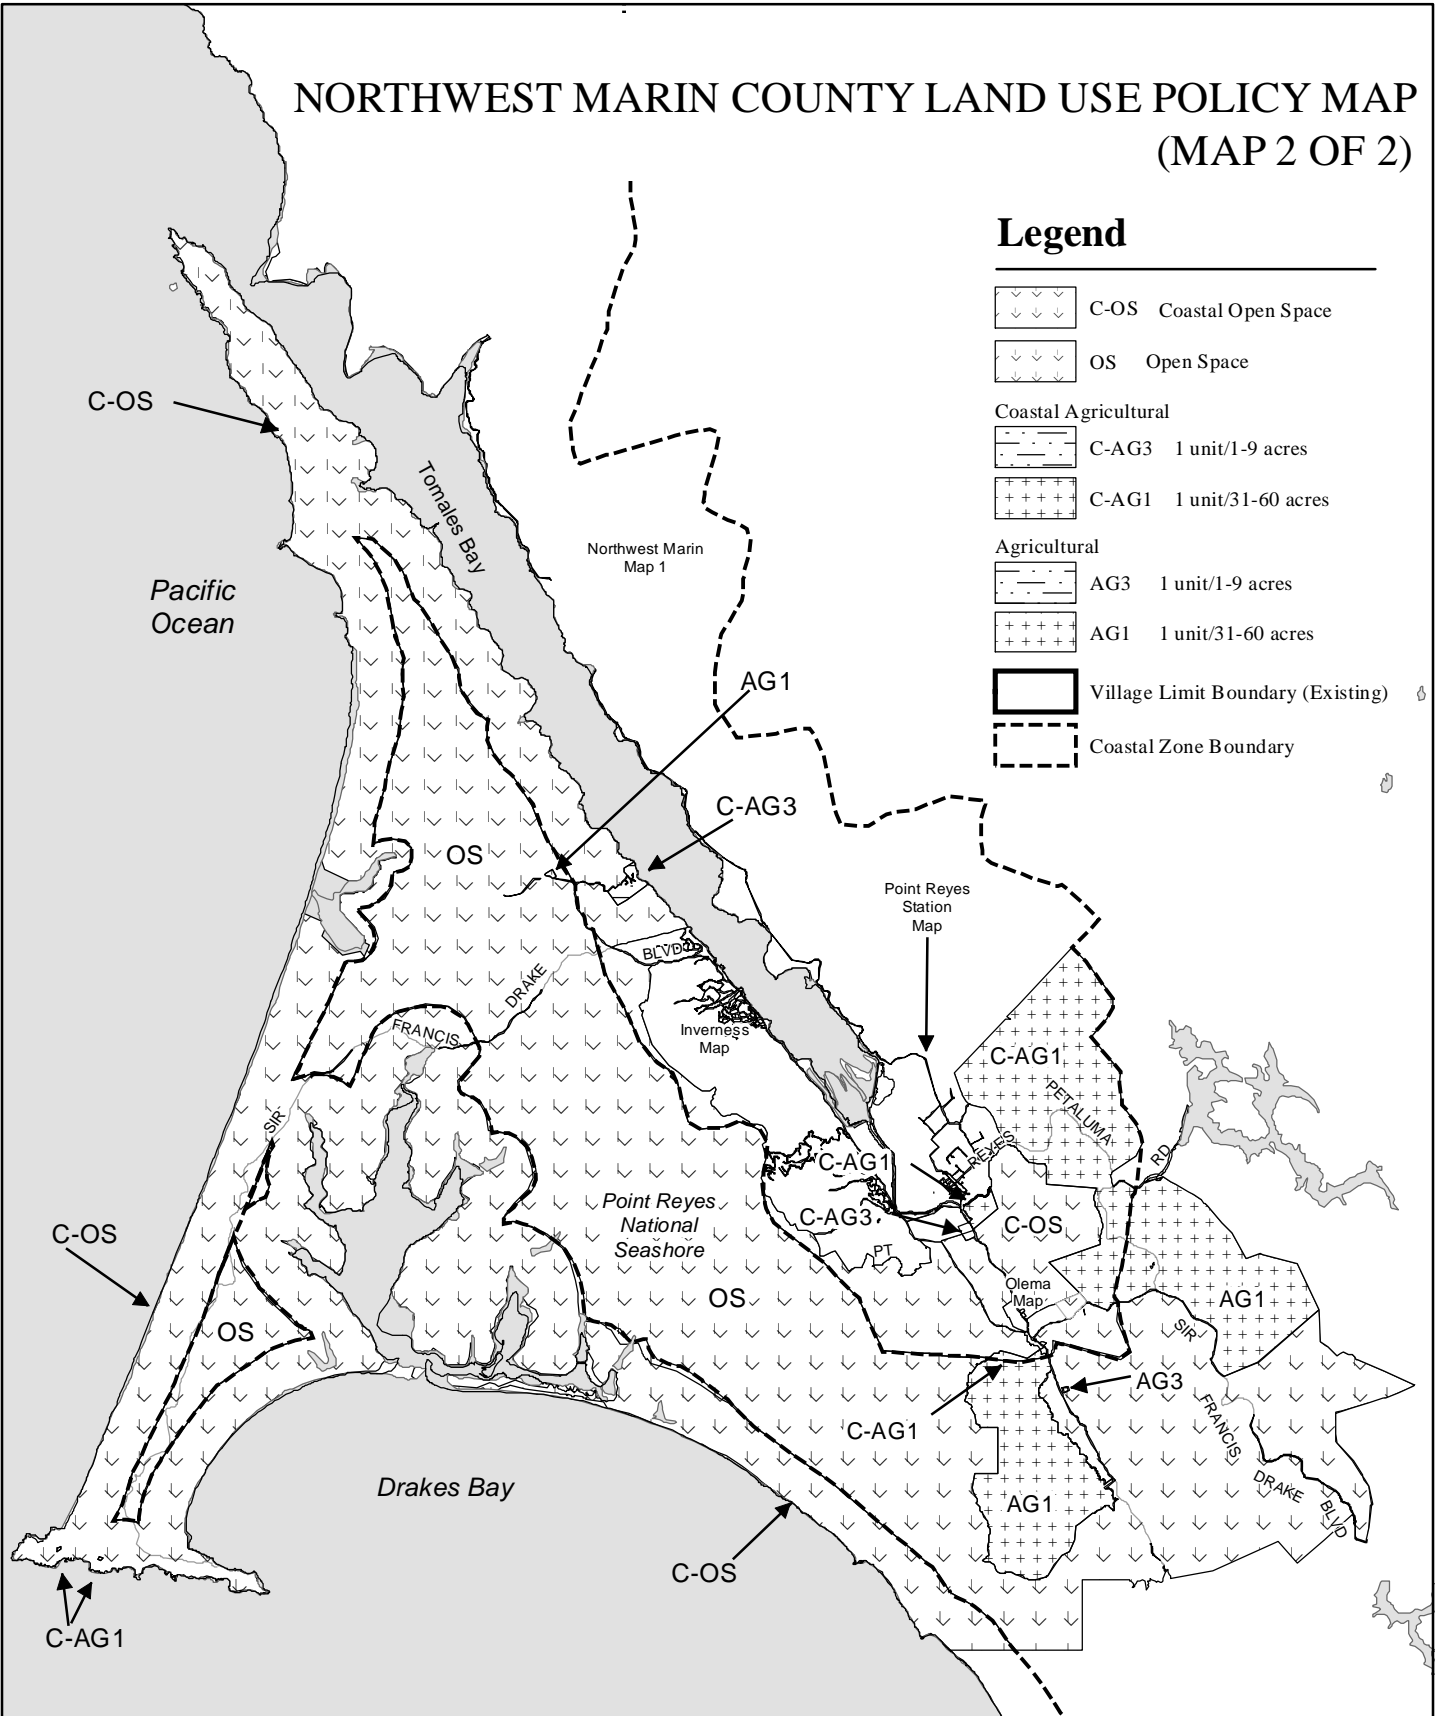 NORTHWEST MARIN COUNTY LAND USE POLICY MAP
(MAP 2 OF 2)
Legend
C-OS Coastal Open Space
OS Open Space
Coastal Agricultural
C-AG3 1 unit/1-9 acres
C-AG1 1 unit/31-60 acres
Agricultural
AG3 1 unit/1-9 acres
AG1 1 unit/31-60 acres
Village Limit Boundary (Existing)
Coastal Zone Boundary
C-OS
Tomales Bay
Northwest Marin
Map 1
Pacific
Ocean
AG1
C-AG3
OS
Point Reyes
Station
Map
BLVD
DRAKE
FRANCIS
SIR
Inverness
Map
C-AG1
PETALUMA
REYES
RD
C-AG1
C-AG3
PT
C-OS
Point Reyes
National
Seashore
C-OS
Olema
Map
AG1
OS
OS
SIR
AG3
FRANCIS
C-AG1
DRAKE
BLVD
AG1
Drakes Bay
C-OS
C-AG1